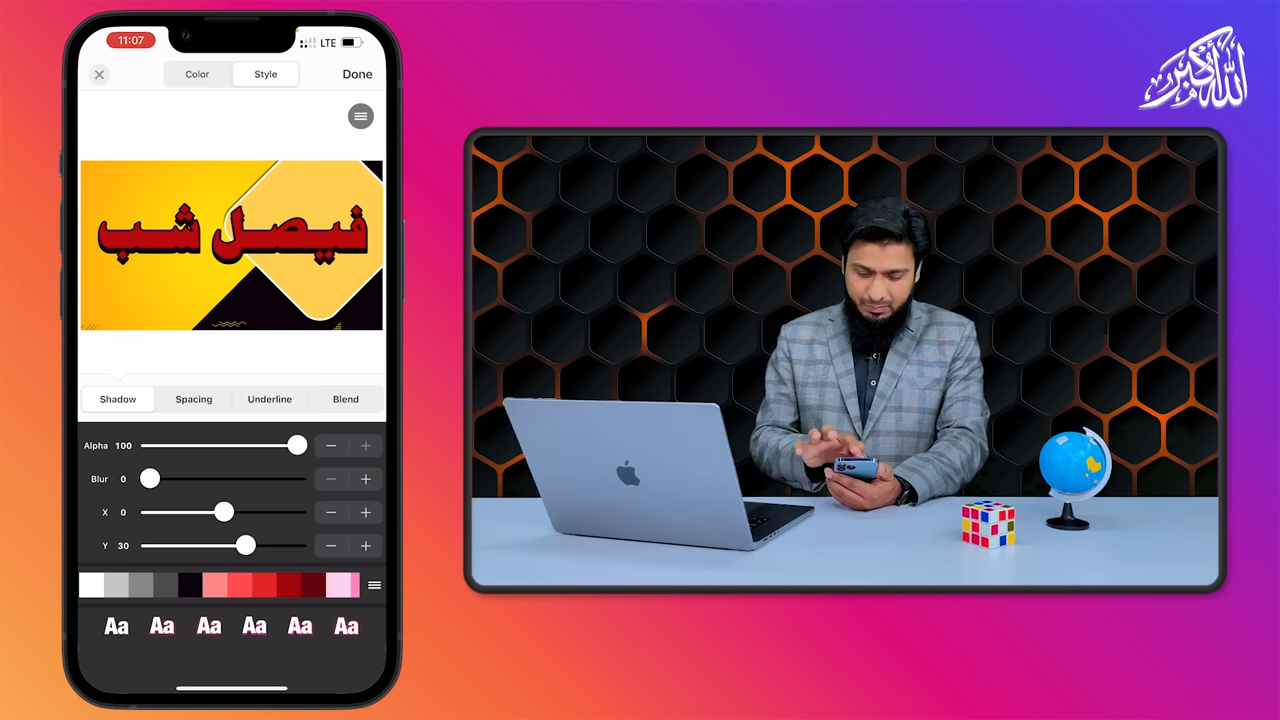 11:07
LTE
Color Style Done
فیصل شب
Shadow Spacing Underline Blend
Alpha 100
Blur 0
X 0
Y 30
Aa Aa Aa Aa Aa Aa
الله أكبر